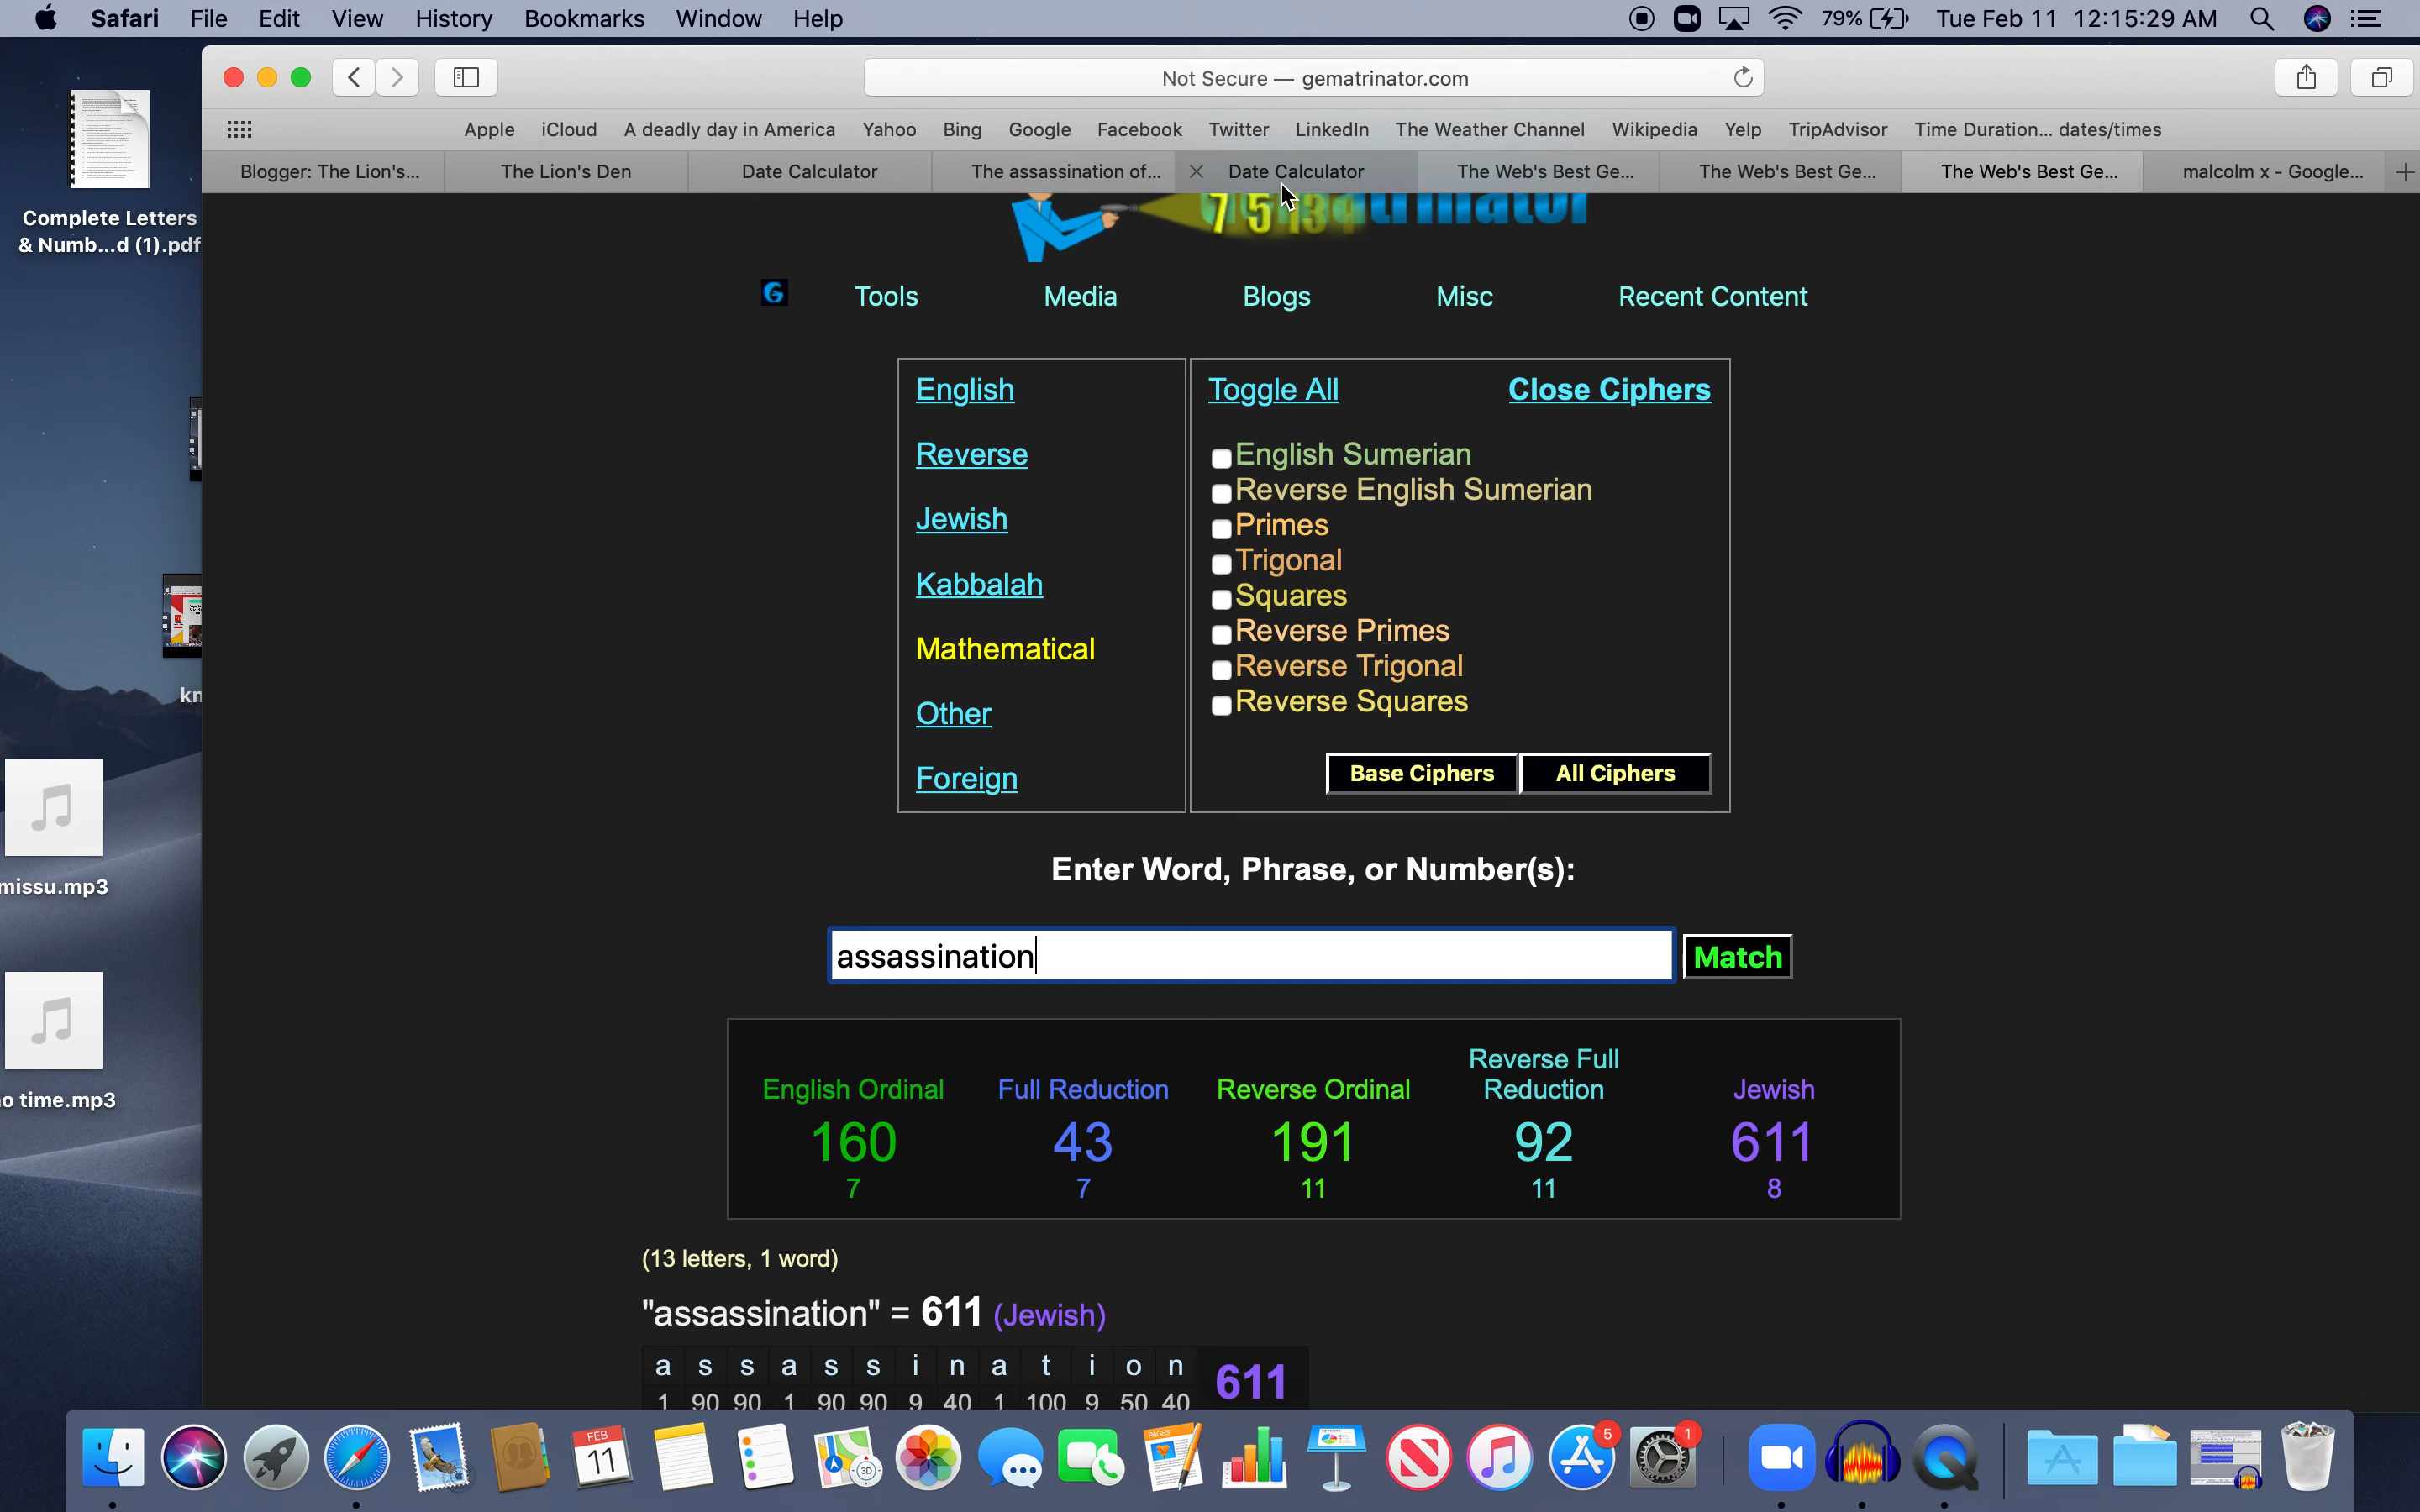 Safari File Edit View History Bookmarks Window Help 79% Tue Feb 11 12:15:29 AM
Not Secure — gematrinator.com
Apple iCloud A deadly day in America Yahoo Bing Google Facebook Twitter LinkedIn The Weather Channel Wikipedia Yelp TripAdvisor Time Duration... dates/times
Blogger: The Lion's... The Lion's Den Date Calculator The assassination of... Date Calculator The Web's Best Ge... The Web's Best Ge... The Web's Best Ge... malcolm x - Google...
Complete Letters
& Numb...d (1).pdf
kn
missu.mp3
o time.mp3
7 5 13 4
G Tools Media Blogs Misc Recent Content
English
Reverse
Jewish
Kabbalah
Mathematical
Other
Foreign
Toggle All Close Ciphers
English Sumerian
Reverse English Sumerian
Primes
Trigonal
Squares
Reverse Primes
Reverse Trigonal
Reverse Squares
Base Ciphers All Ciphers
Enter Word, Phrase, or Number(s):
assassination Match
English Ordinal Full Reduction Reverse Ordinal Reverse Full Reduction Jewish
160 43 191 92 611
7 7 11 11 8
(13 letters, 1 word)
"assassination" = 611 (Jewish)
a s s a s s i n a t i o n 611
1 90 90 1 90 90 9 40 1 100 9 50 40
FEB
11
3D
PAGES
5
1